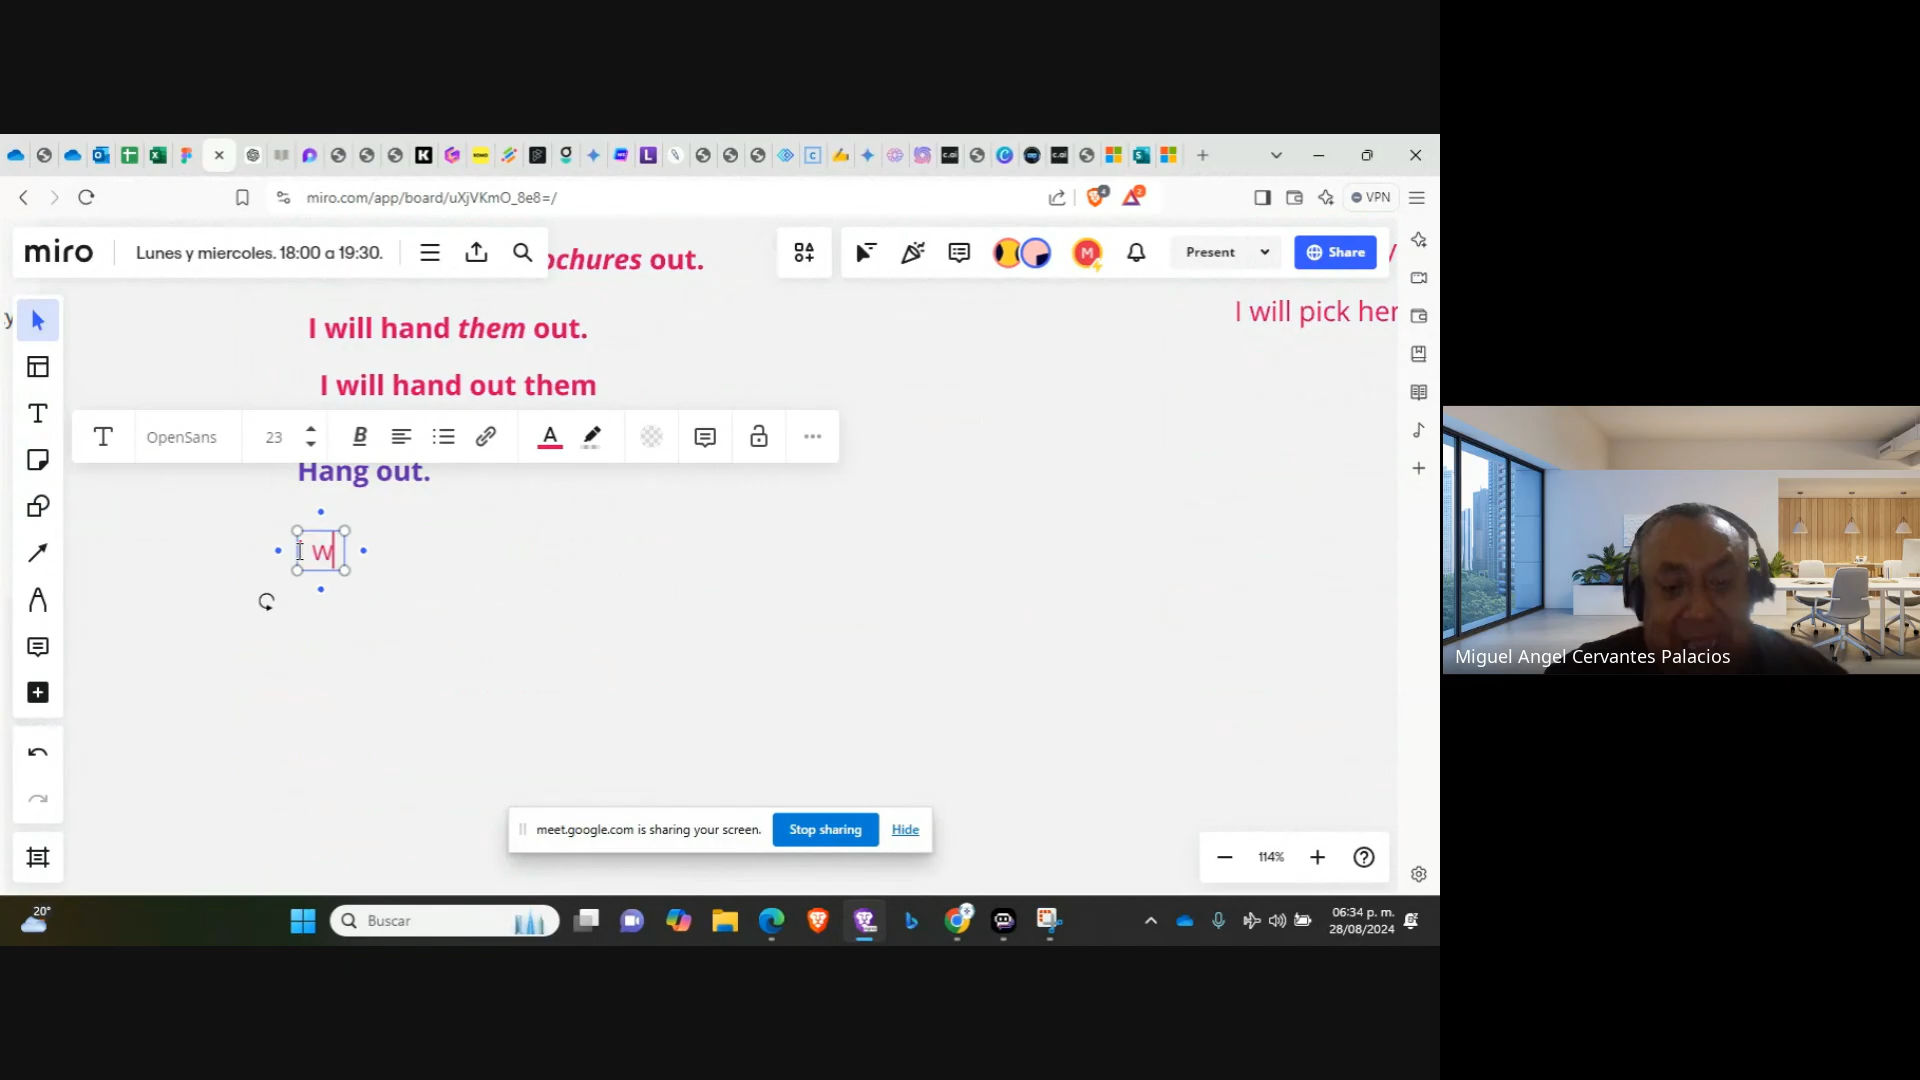 miro.com/app/board/uXjVKmO_8e8=/
VPN
miro
Lunes y miercoles. 18:00 a 19:30.
ochures out.
Present
Share
I will pick her
I will hand them out.
I will hand out them
OpenSans
23
B
A
Hang out.
I w
meet.google.com is sharing your screen.
Stop sharing
Hide
114%
Miguel Angel Cervantes Palacios
20°
Buscar
06:34 p. m.
28/08/2024